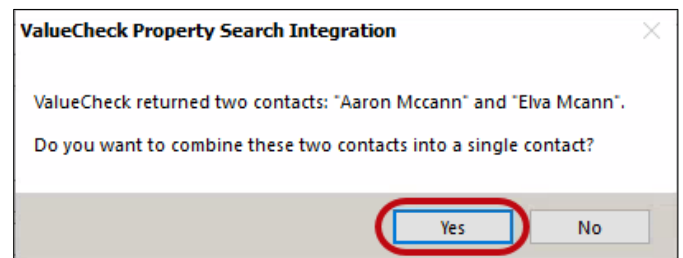 ValueCheck Property Search Integration
ValueCheck returned two contacts: "Aaron Mccann" and "Elva Mcann".
Do you want to combine these two contacts into a single contact?
Yes No